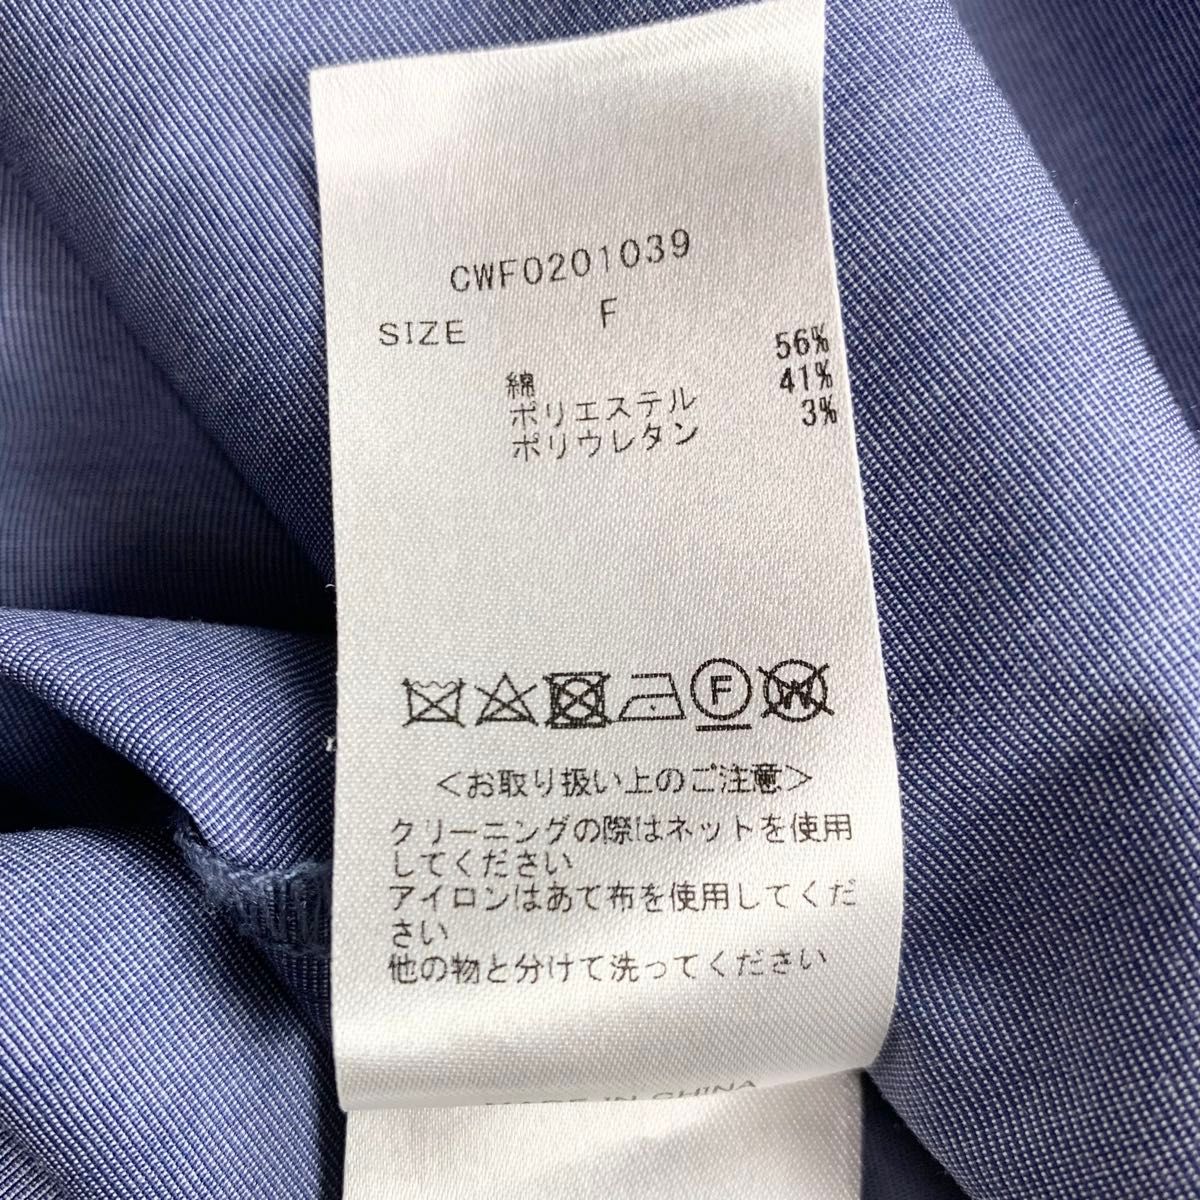 CWF0201039
SIZE F
綿 56%
ポリエステル 41%
ポリウレタン 3%
F W
<お取り扱い上のご注意>
クリーニングの際はネットを使用
してください
アイロンはあて布を使用してくだ
さい
他の物と分けて洗ってください
MADE IN CHINA